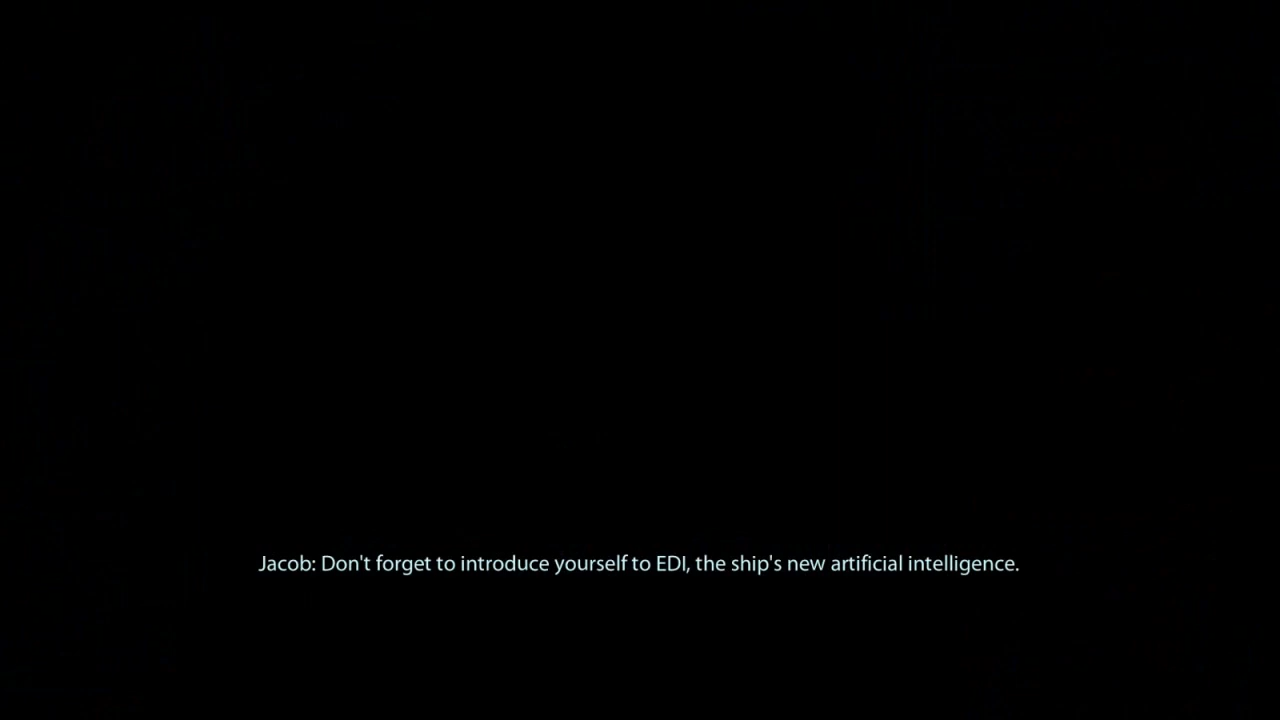 Jacob: Don't forget to introduce yourself to EDI, the ship's new artificial intelligence.